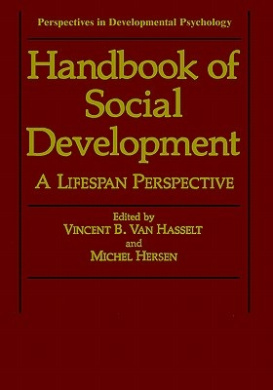 Perspectives in Developmental Psychology
Handbook of
Social
Development
A LIFESPAN PERSPECTIVE
Edited by
VINCENT B. VAN HASSELT
and
MICHEL HERSEN